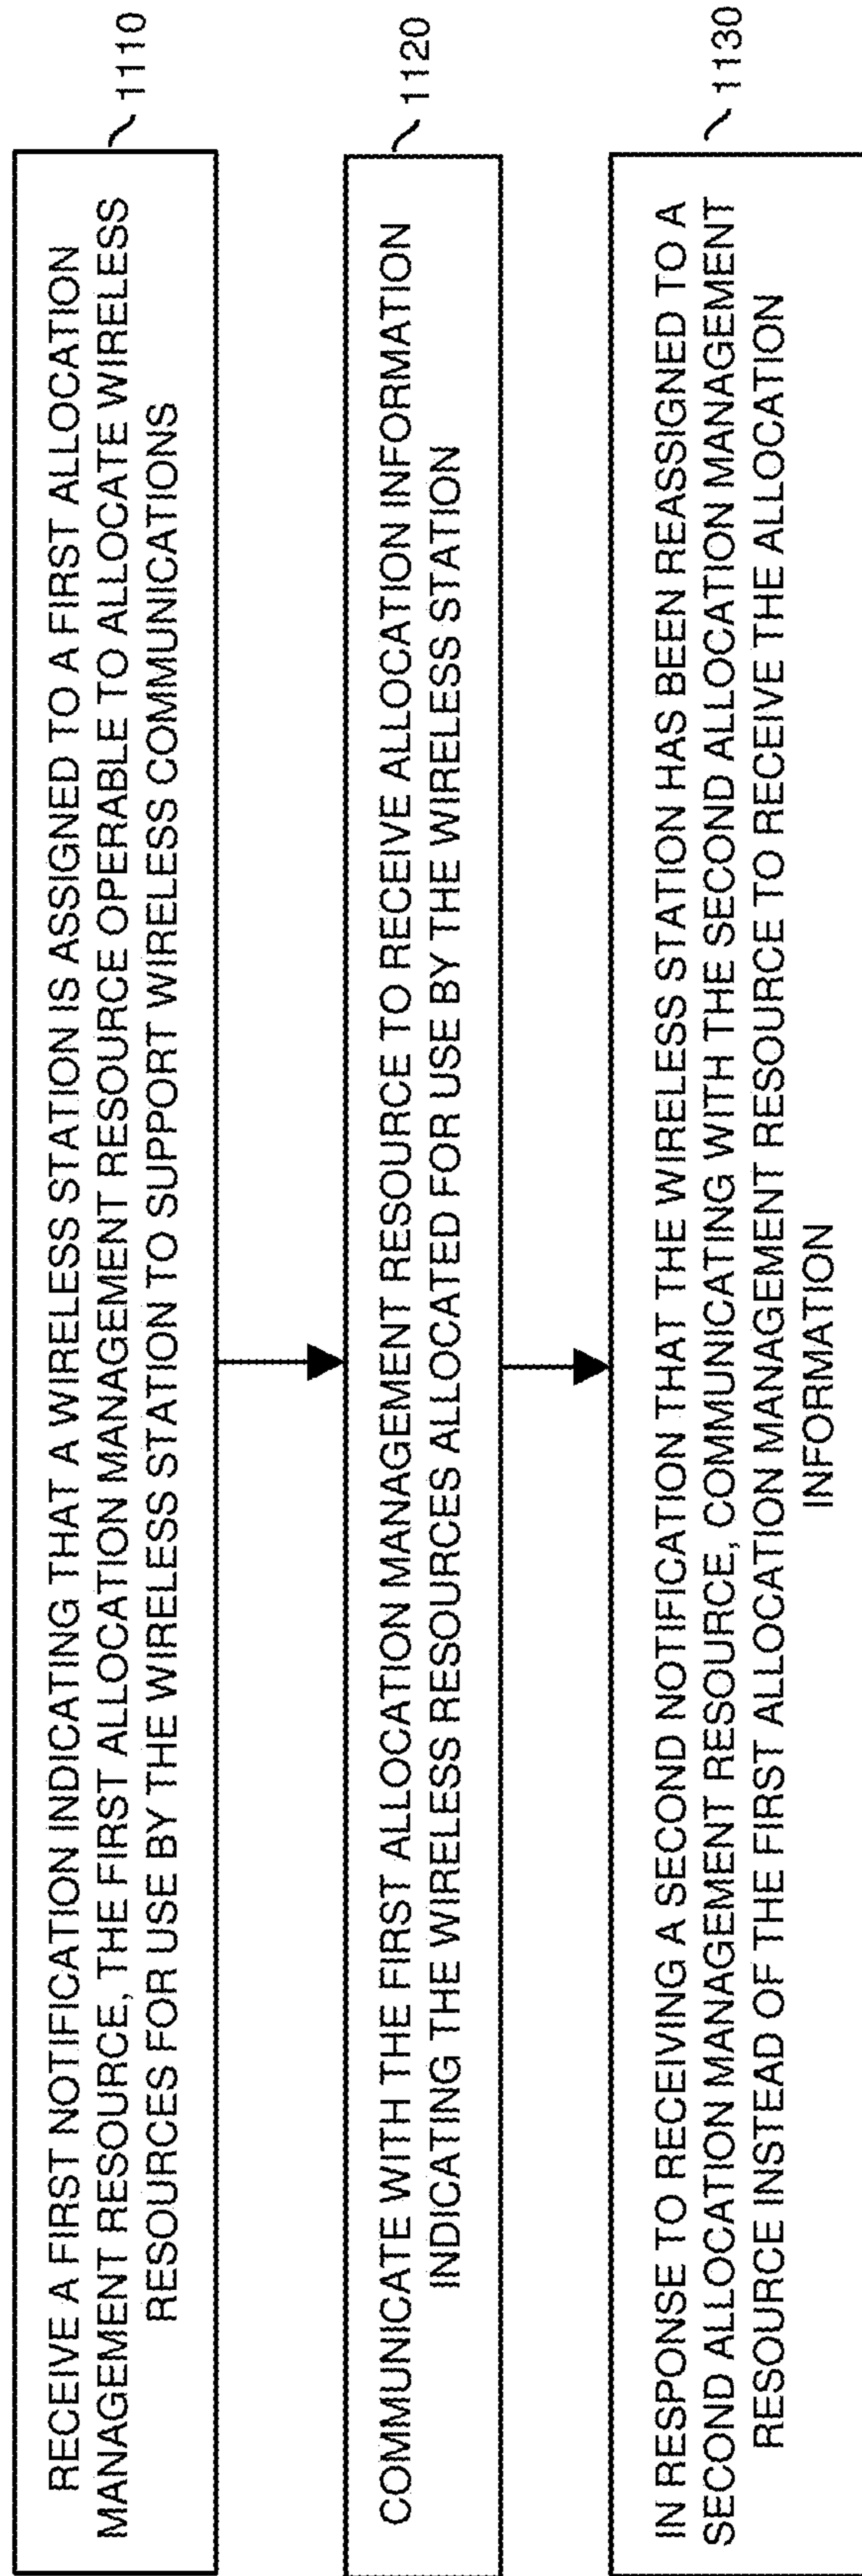 RECEIVE A FIRST NOTIFICATION INDICATING THAT A WIRELESS STATION IS ASSIGNED TO A FIRST ALLOCATION
MANAGEMENT RESOURCE, THE FIRST ALLOCATION MANAGEMENT RESOURCE OPERABLE TO ALLOCATE WIRELESS
RESOURCES FOR USE BY THE WIRELESS STATION TO SUPPORT WIRELESS COMMUNICATIONS
1110
COMMUNICATE WITH THE FIRST ALLOCATION MANAGEMENT RESOURCE TO RECEIVE ALLOCATION INFORMATION
INDICATING THE WIRELESS RESOURCES ALLOCATED FOR USE BY THE WIRELESS STATION
1120
IN RESPONSE TO RECEIVING A SECOND NOTIFICATION THAT THE WIRELESS STATION HAS BEEN REASSIGNED TO A
SECOND ALLOCATION MANAGEMENT RESOURCE, COMMUNICATING WITH THE SECOND ALLOCATION MANAGEMENT
RESOURCE INSTEAD OF THE FIRST ALLOCATION MANAGEMENT RESOURCE TO RECEIVE THE ALLOCATION
INFORMATION
1130